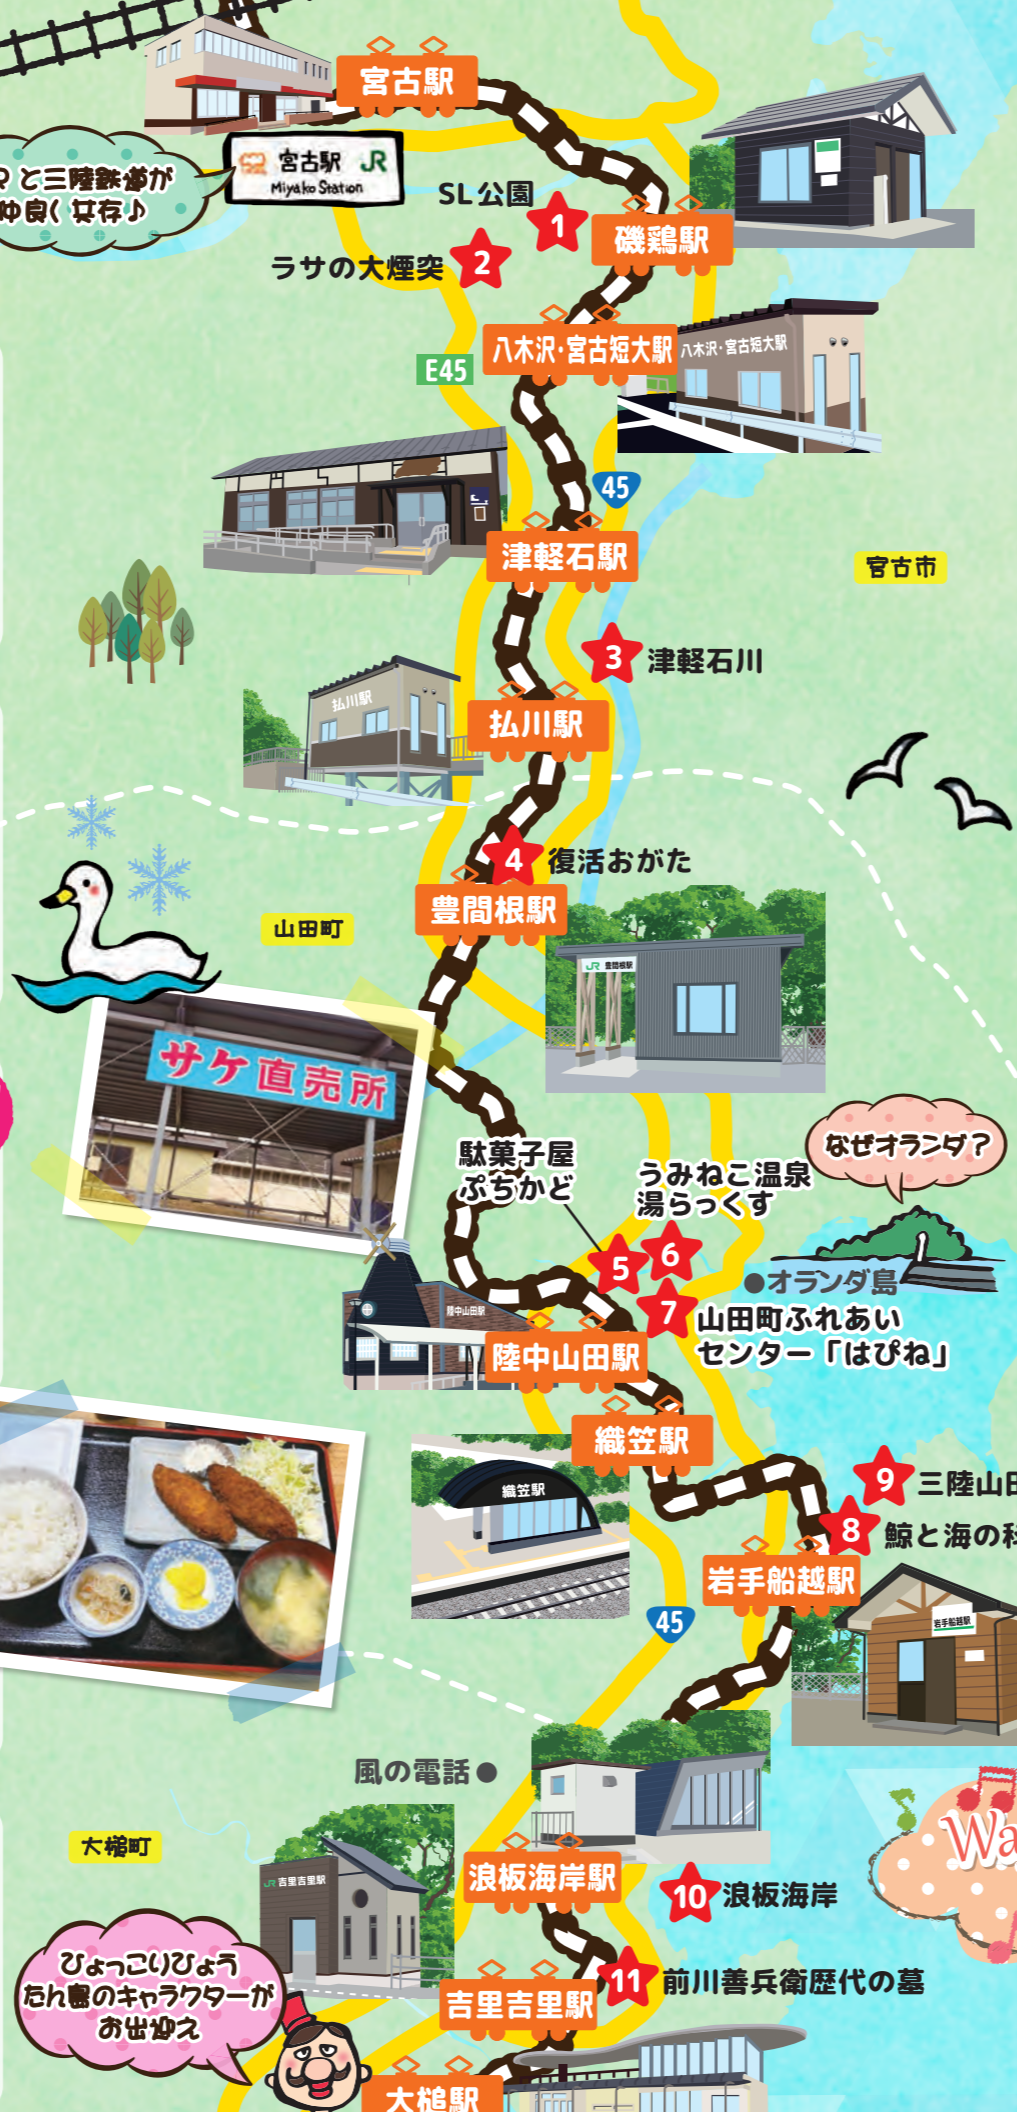 宮古駅
宮古駅 JR
Miyako Station
と三陸鉄道が
仲良く共存♪
SL公園
1
磯鶏駅
ラサの大煙突
2
八木沢・宮古短大駅
八木沢・宮古短大駅
E45
45
津軽石駅
宮古市
3
津軽石川
払川駅
払川駅
4
復活おがた
豊間根駅
山田町
JR 豊間根駅
サケ直売所
駄菓子屋
ぷちかど
うみねこ温泉
湯らっくす
なぜオランダ?
5
6
●オランダ島
7
山田町ふれあい
センター「はぴね」
陸中山田駅
陸中山田駅
織笠駅
織笠駅
9
三陸山田
8
鯨と海の科
岩手船越駅
岩手船越駅
45
風の電話●
大槌町
JR 吉里吉里駅
浪板海岸駅
10
浪板海岸
Wa
ひょっこりひょう
たん島のキャラクターが
お出迎え
11
前川善兵衛歴代の墓
吉里吉里駅
大槌駅